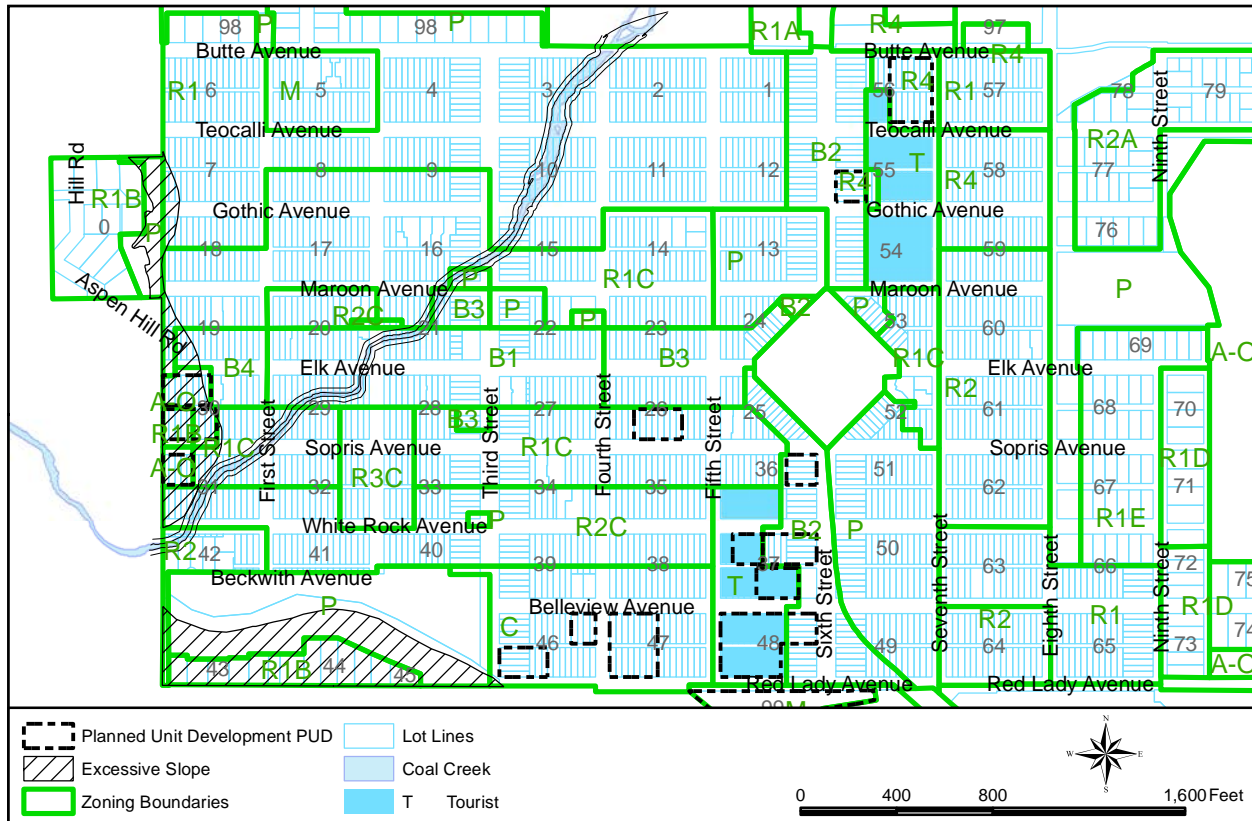 98 P 98 P R1A R4 97
Butte Avenue Butte Avenue R4
R1 6 M 5 4 3 2 1 56 R4 R1 57 78 79
Teocalli Avenue Teocalli Avenue R2A
7 8 9 10 11 12 B2 55 T 58 77 Ninth Street
Hill Rd R1B R4 R4
0 P Gothic Avenue Gothic Avenue 76
18 17 16 15 14 13 54 59
P R1C P P
Aspen Hill Rd Maroon Avenue Maroon Avenue
19 20 R2C 21 B3 P 22 P 23 24 B2 P 53 60 69
B4 Elk Avenue B1 B3 R1C Elk Avenue A-O
A-O 30 29 28 27 26 25 52 R2 61 68 70
R1B R1C First Street Sopris Avenue B3 Third Street R1C Fourth Street Fifth Street Sopris Avenue R1D
A-O R3C 36 51 67 71
31 32 33 34 35 62 R1E
White Rock Avenue P R2C B2 P
R2 42 41 40 39 38 37 50 Seventh Street 63 Eighth Street 66 72
Beckwith Avenue T 75
P Belleview Avenue Sixth Street R2 R1 Ninth Street R1D
C 46 47 48 49 64 65 73 74
43 R1B 44 45 A-O
Red Lady Avenue Red Lady Avenue
99 M
Planned Unit Development PUD Lot Lines
Excessive Slope Coal Creek
Zoning Boundaries T Tourist
N
W E
S
0 400 800 1,600 Feet